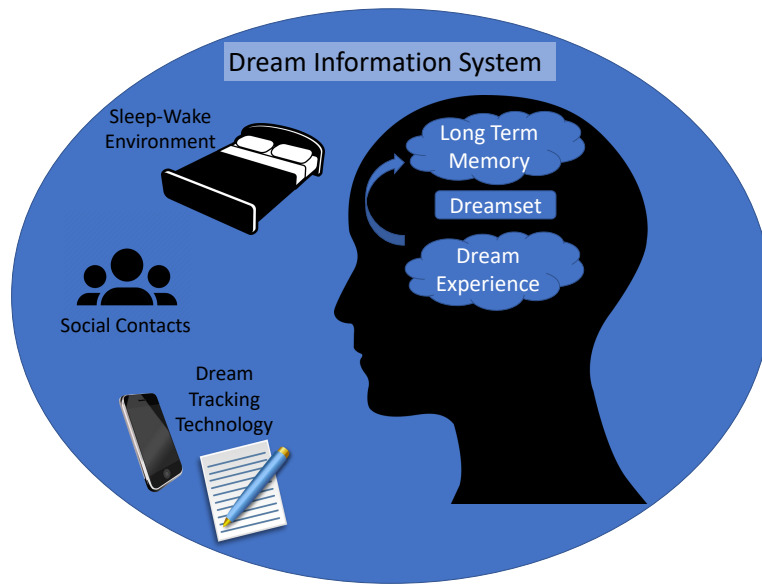 Dream Information System
Sleep-Wake
Environment
Long Term
Memory
Dreamset
Dream
Experience
Social Contacts
Dream
Tracking
Technology